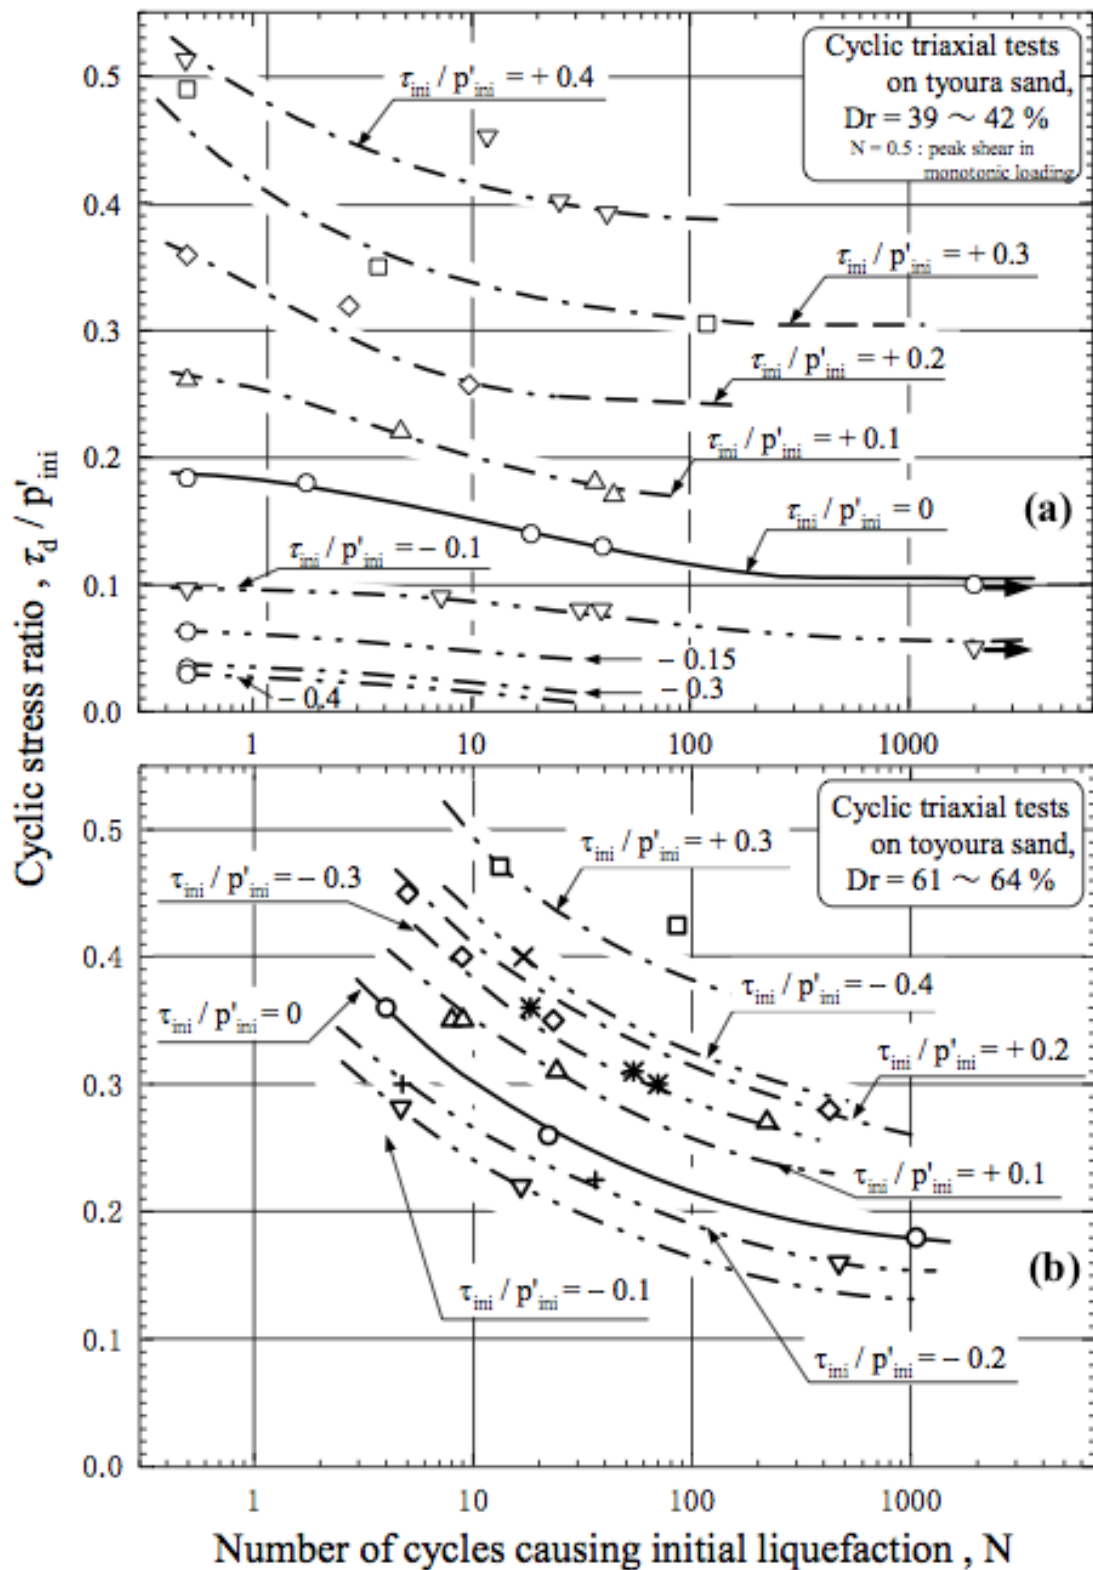 Cyclic stress ratio , τd / p'ini
0.5
0.4
0.3
0.2
0.1
0.0
Cyclic triaxial tests
on tyoura sand,
Dr = 39 ~ 42 %
N = 0.5 : peak shear in
monotonic loading
τini / p'ini = + 0.4
τini / p'ini = + 0.3
τini / p'ini = + 0.2
τini / p'ini = + 0.1
τini / p'ini = 0
(a)
τini / p'ini = − 0.1
− 0.15
− 0.3
− 0.4
1 10 100 1000
0.5
0.4
0.3
0.2
0.1
0.0
Cyclic triaxial tests
on toyoura sand,
Dr = 61 ~ 64 %
τini / p'ini = + 0.3
τini / p'ini = − 0.3
τini / p'ini = − 0.4
τini / p'ini = 0
τini / p'ini = + 0.2
τini / p'ini = + 0.1
(b)
τini / p'ini = − 0.1
τini / p'ini = − 0.2
1 10 100 1000
Number of cycles causing initial liquefaction , N